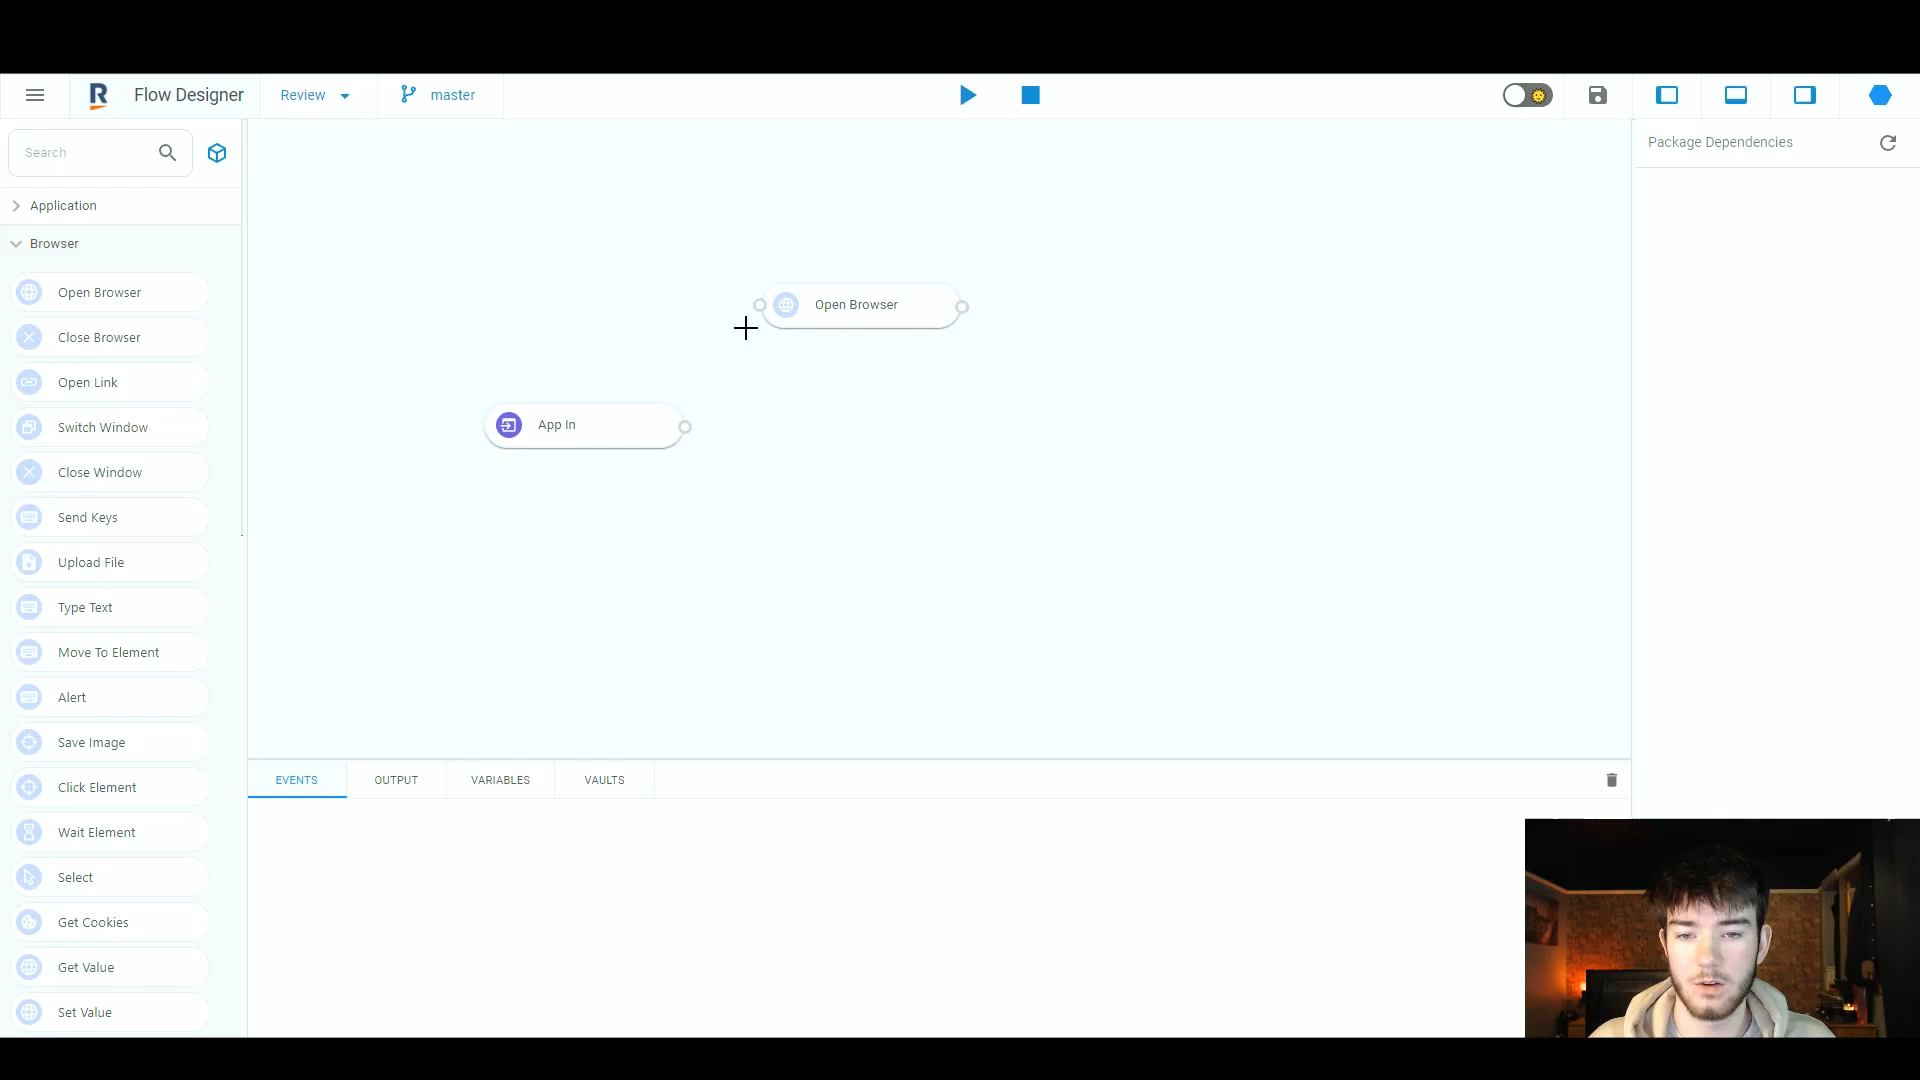 R Flow Designer Review master
Search
Package Dependencies
Application
Browser
Open Browser
Close Browser
Open Link
Switch Window
Close Window
Send Keys
Upload File
Type Text
Move To Element
Alert
Save Image
Click Element
Wait Element
Select
Get Cookies
Get Value
Set Value
Open Browser
App In
EVENTS OUTPUT VARIABLES VAULTS